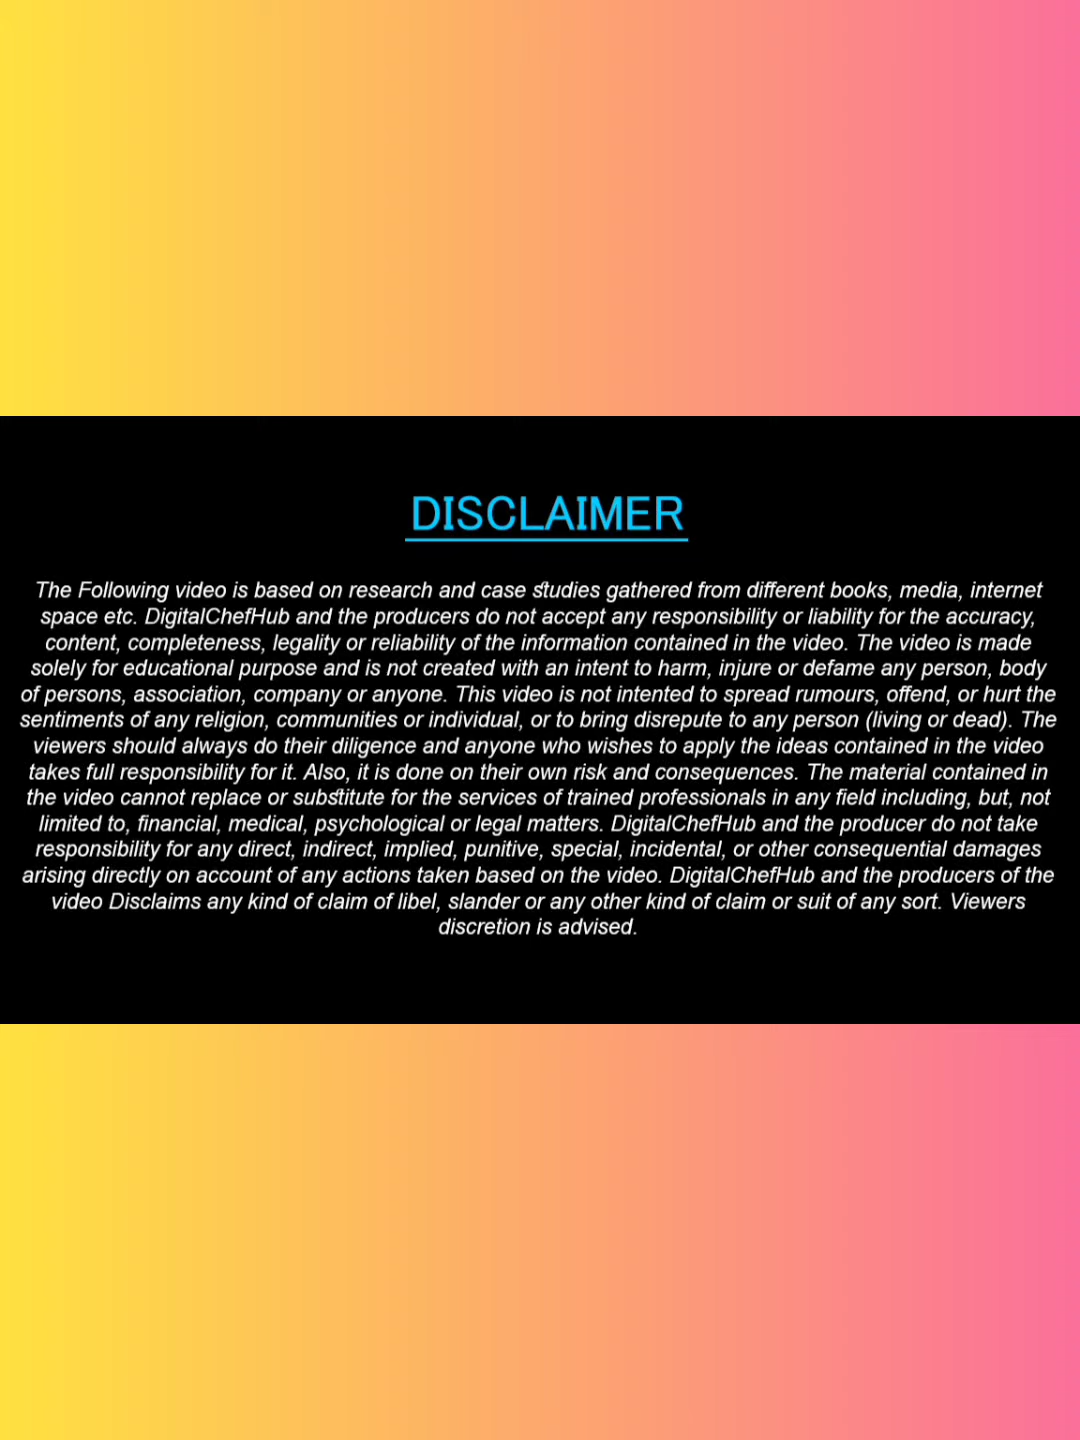 DISCLAIMER
The Following video is based on research and case studies gathered from different books, media, internet
space etc. DigitalChefHub and the producers do not accept any responsibility or liability for the accuracy,
content, completeness, legality or reliability of the information contained in the video. The video is made
solely for educational purpose and is not created with an intent to harm, injure or defame any person, body
of persons, association, company or anyone. This video is not intented to spread rumours, offend, or hurt the
sentiments of any religion, communities or individual, or to bring disrepute to any person (living or dead). The
viewers should always do their diligence and anyone who wishes to apply the ideas contained in the video
takes full responsibility for it. Also, it is done on their own risk and consequences. The material contained in
the video cannot replace or substitute for the services of trained professionals in any field including, but, not
limited to, financial, medical, psychological or legal matters. DigitalChefHub and the producer do not take
responsibility for any direct, indirect, implied, punitive, special, incidental, or other consequential damages
arising directly on account of any actions taken based on the video. DigitalChefHub and the producers of the
video Disclaims any kind of claim of libel, slander or any other kind of claim or suit of any sort. Viewers
discretion is advised.